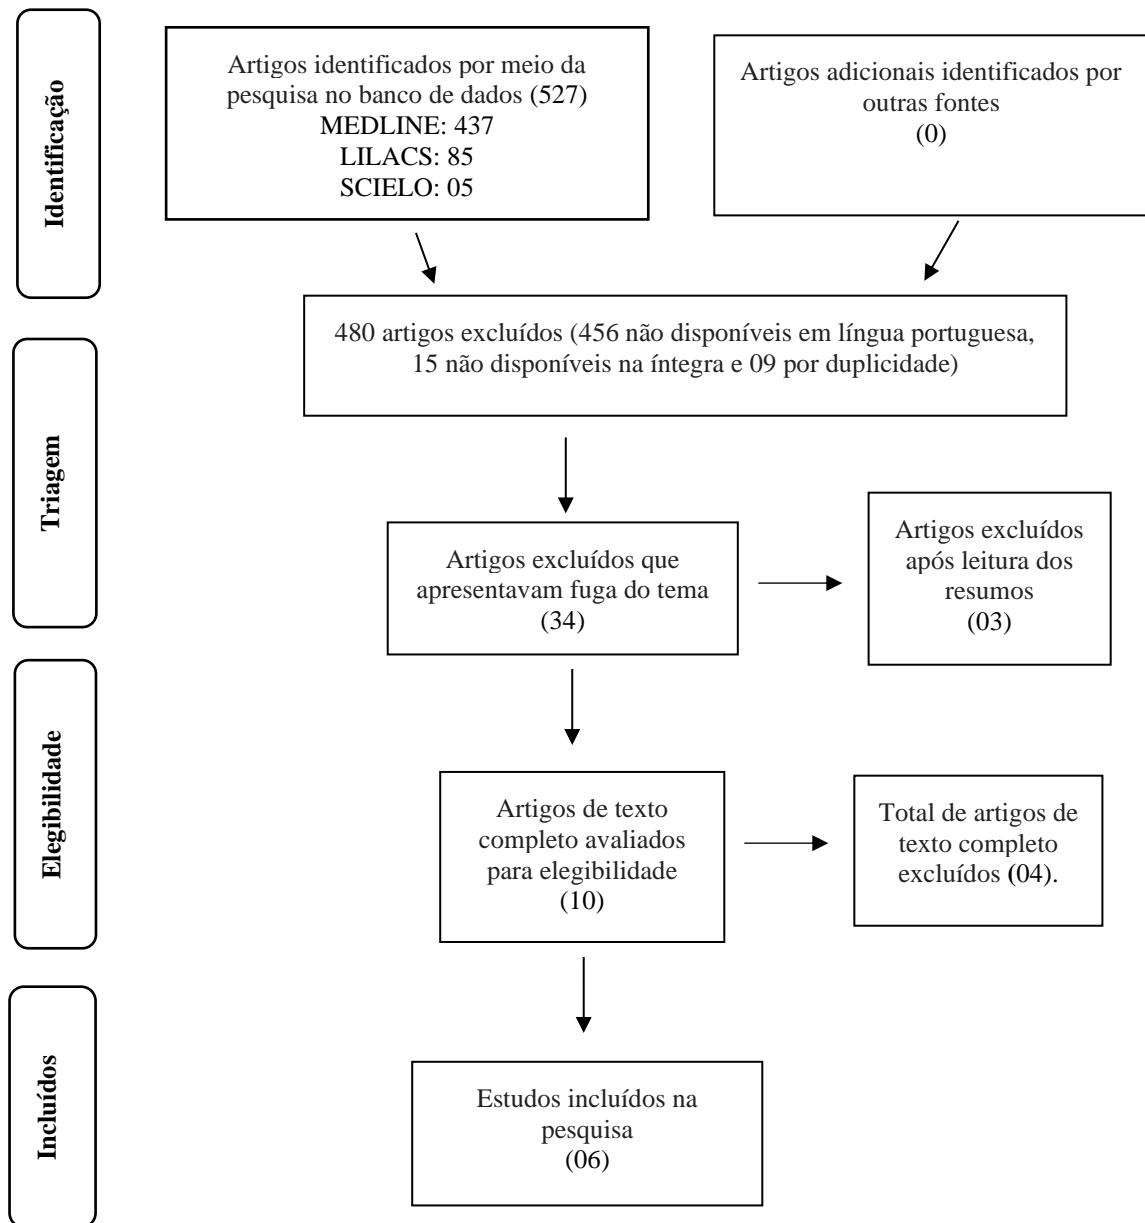 Identificação
Artigos identificados por meio da
pesquisa no banco de dados (527)
MEDLINE: 437
LILACS: 85
SCIELO: 05
Artigos adicionais identificados por
outras fontes
(0)
480 artigos excluídos (456 não disponíveis em língua portuguesa,
15 não disponíveis na íntegra e 09 por duplicidade)
Triagem
Artigos excluídos que
apresentavam fuga do tema
(34)
Artigos excluídos
após leitura dos
resumos
(03)
Elegibilidade
Artigos de texto
completo avaliados
para elegibilidade
(10)
Total de artigos de
texto completo
excluídos (04).
Incluídos
Estudos incluídos na
pesquisa
(06)